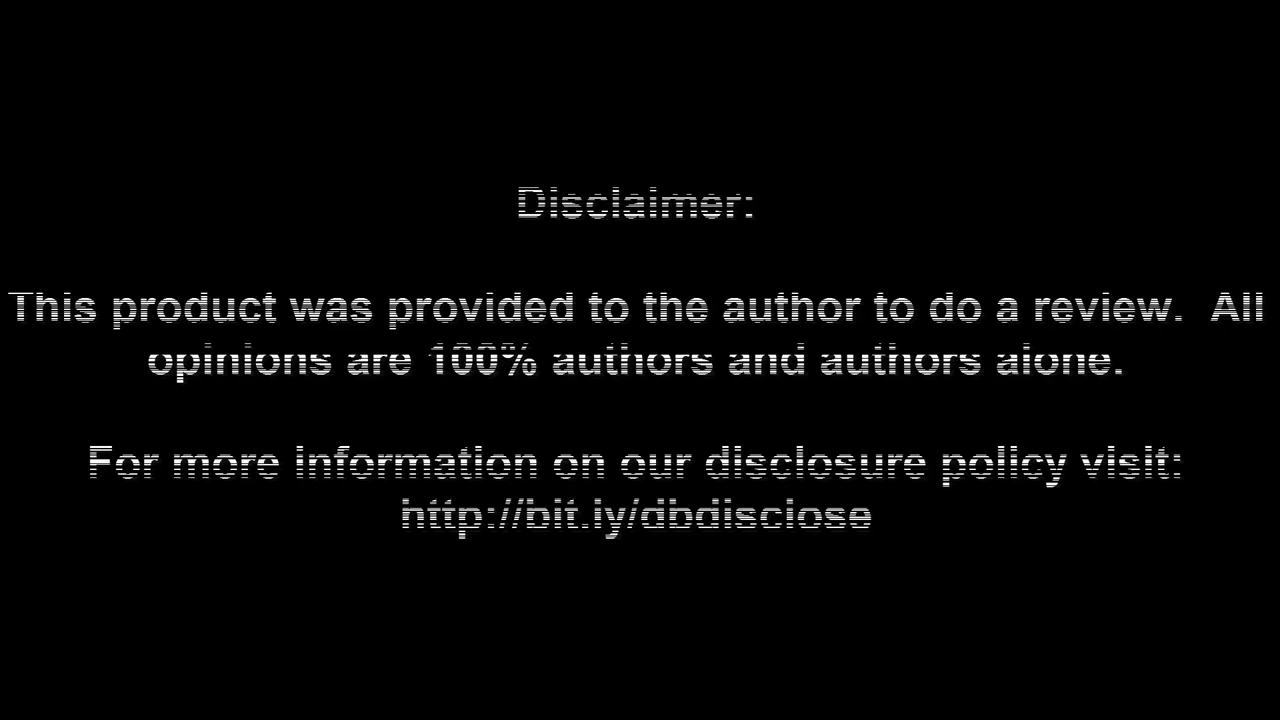 Disclaimer:
This product was provided to the author to do a review.  All
opinions are 100% authors and authors alone.
For more information on our disclosure policy visit:
http://bit.ly/dbdisclose